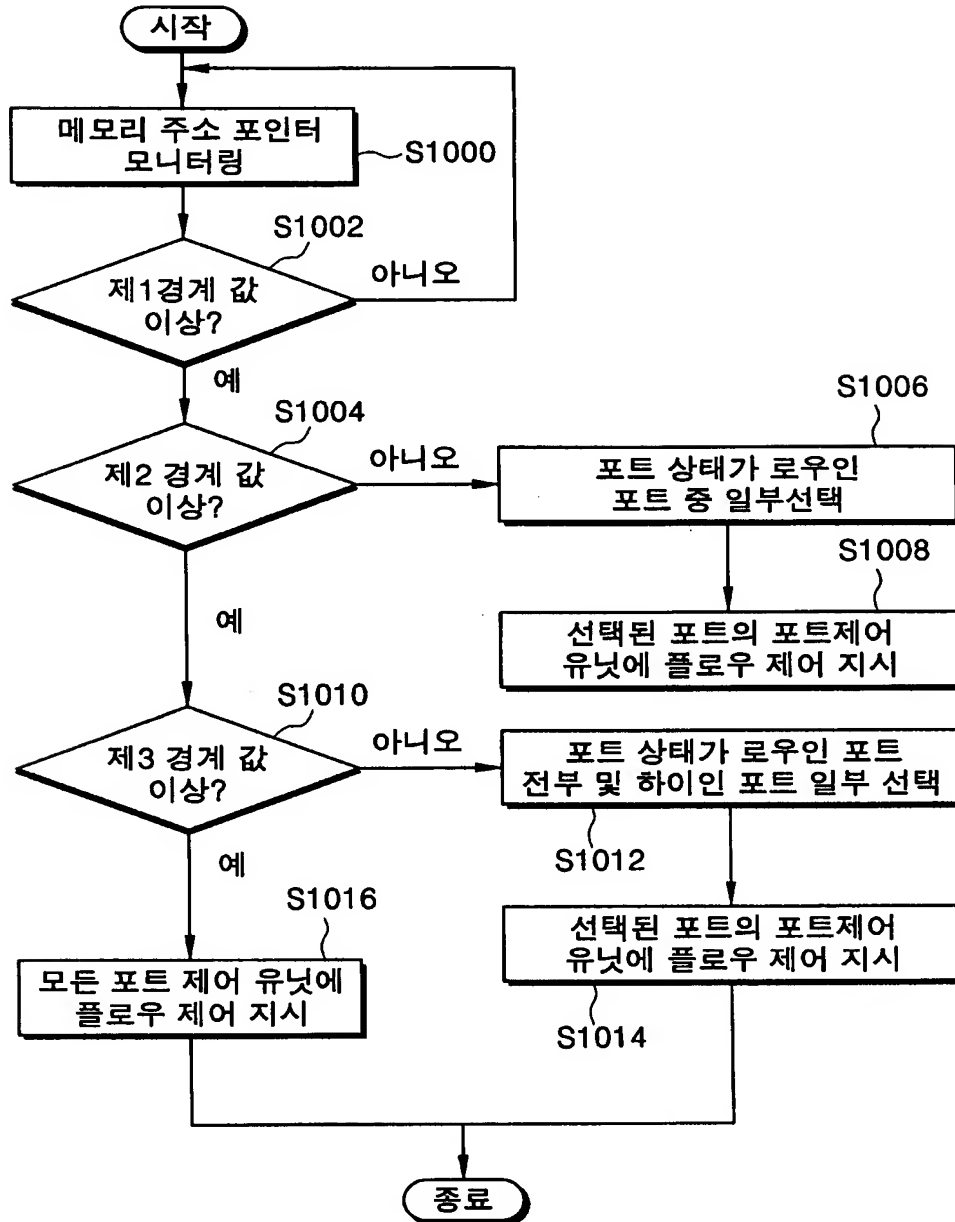 시작
메모리 주소 포인터
모니터링
S1000
S1002
제1경계 값
이상?
아니오
예
S1004
제2 경계 값
이상?
아니오
S1006
포트 상태가 로우인
포트 중 일부선택
S1008
선택된 포트의 포트제어
유닛에 플로우 제어 지시
예
S1010
제3 경계 값
이상?
아니오
포트 상태가 로우인 포트
전부 및 하이인 포트 일부 선택
S1012
예
S1016
모든 포트 제어 유닛에
플로우 제어 지시
선택된 포트의 포트제어
유닛에 플로우 제어 지시
S1014
종료